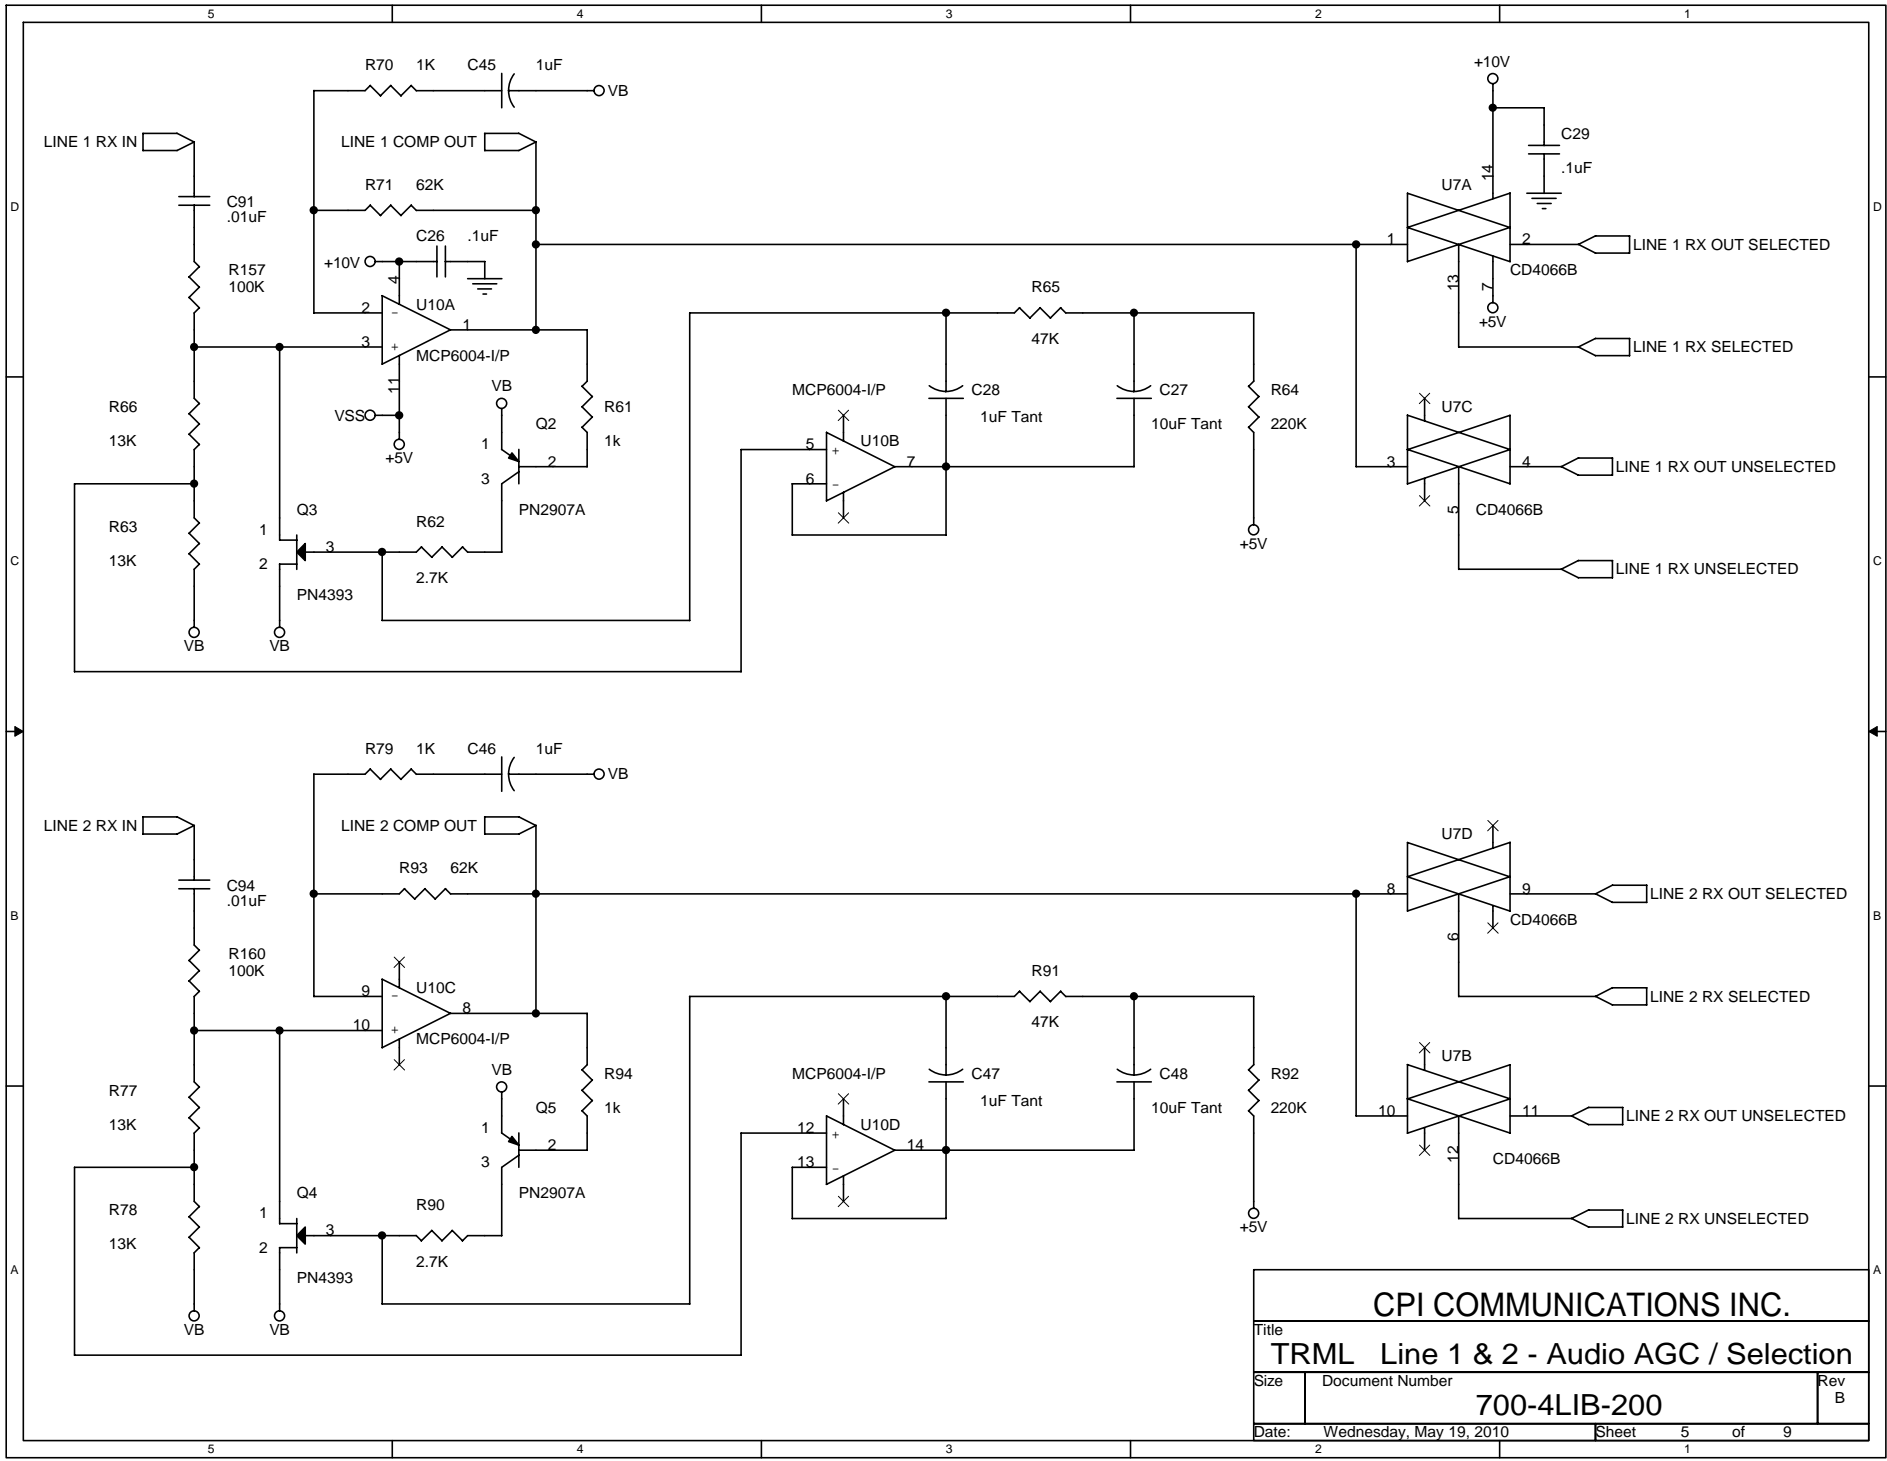 5 4 3 2 1
R70 1K C45 1uF
VB
+10V
LINE 1 RX IN
LINE 1 COMP OUT
C29
.1uF
14
U7A
R71 62K
C91
.01uF
D D
C26 .1uF
1 2
LINE 1 RX OUT SELECTED
+10V
R157
100K
4
CD4066B
13
7
R65
2
U10A
-
1
+5V
47K
3
+
MCP6004-I/P
LINE 1 RX SELECTED
11
VB
MCP6004-I/P
C28
C27
R64
R66
VSS
Q2
R61
1uF Tant
10uF Tant
220K
U7C
13K
1
1k
5
+
U10B
+5V
2
7
3 4
LINE 1 RX OUT UNSELECTED
3
6
-
Q3
PN2907A
5
CD4066B
R63
1
R62
+5V
13K
3
2
2.7K
C C
LINE 1 RX UNSELECTED
PN4393
VB VB
R79 1K C46 1uF
VB
LINE 2 RX IN
LINE 2 COMP OUT
U7D
R93 62K
C94
.01uF
8 9
LINE 2 RX OUT SELECTED
B B
CD4066B
6
R160
100K
R91
U10C
9
-
8
47K
LINE 2 RX SELECTED
10
+
MCP6004-I/P
U7B
VB
MCP6004-I/P
C47
C48
R92
R77
Q5
R94
1uF Tant
10uF Tant
220K
13K
1
1k
12
+
U10D
10 11
LINE 2 RX OUT UNSELECTED
2
14
3
13
-
12
CD4066B
Q4
PN2907A
R78
1
R90
LINE 2 RX UNSELECTED
13K
3
+5V
2
2.7K
A A
PN4393
VB VB
CPI COMMUNICATIONS INC.
Title
TRML Line 1 & 2 - Audio AGC / Selection
Size Document Number Rev
700-4LIB-200 B
Date: Wednesday, May 19, 2010 Sheet 5 of 9
5 4 3 2 1